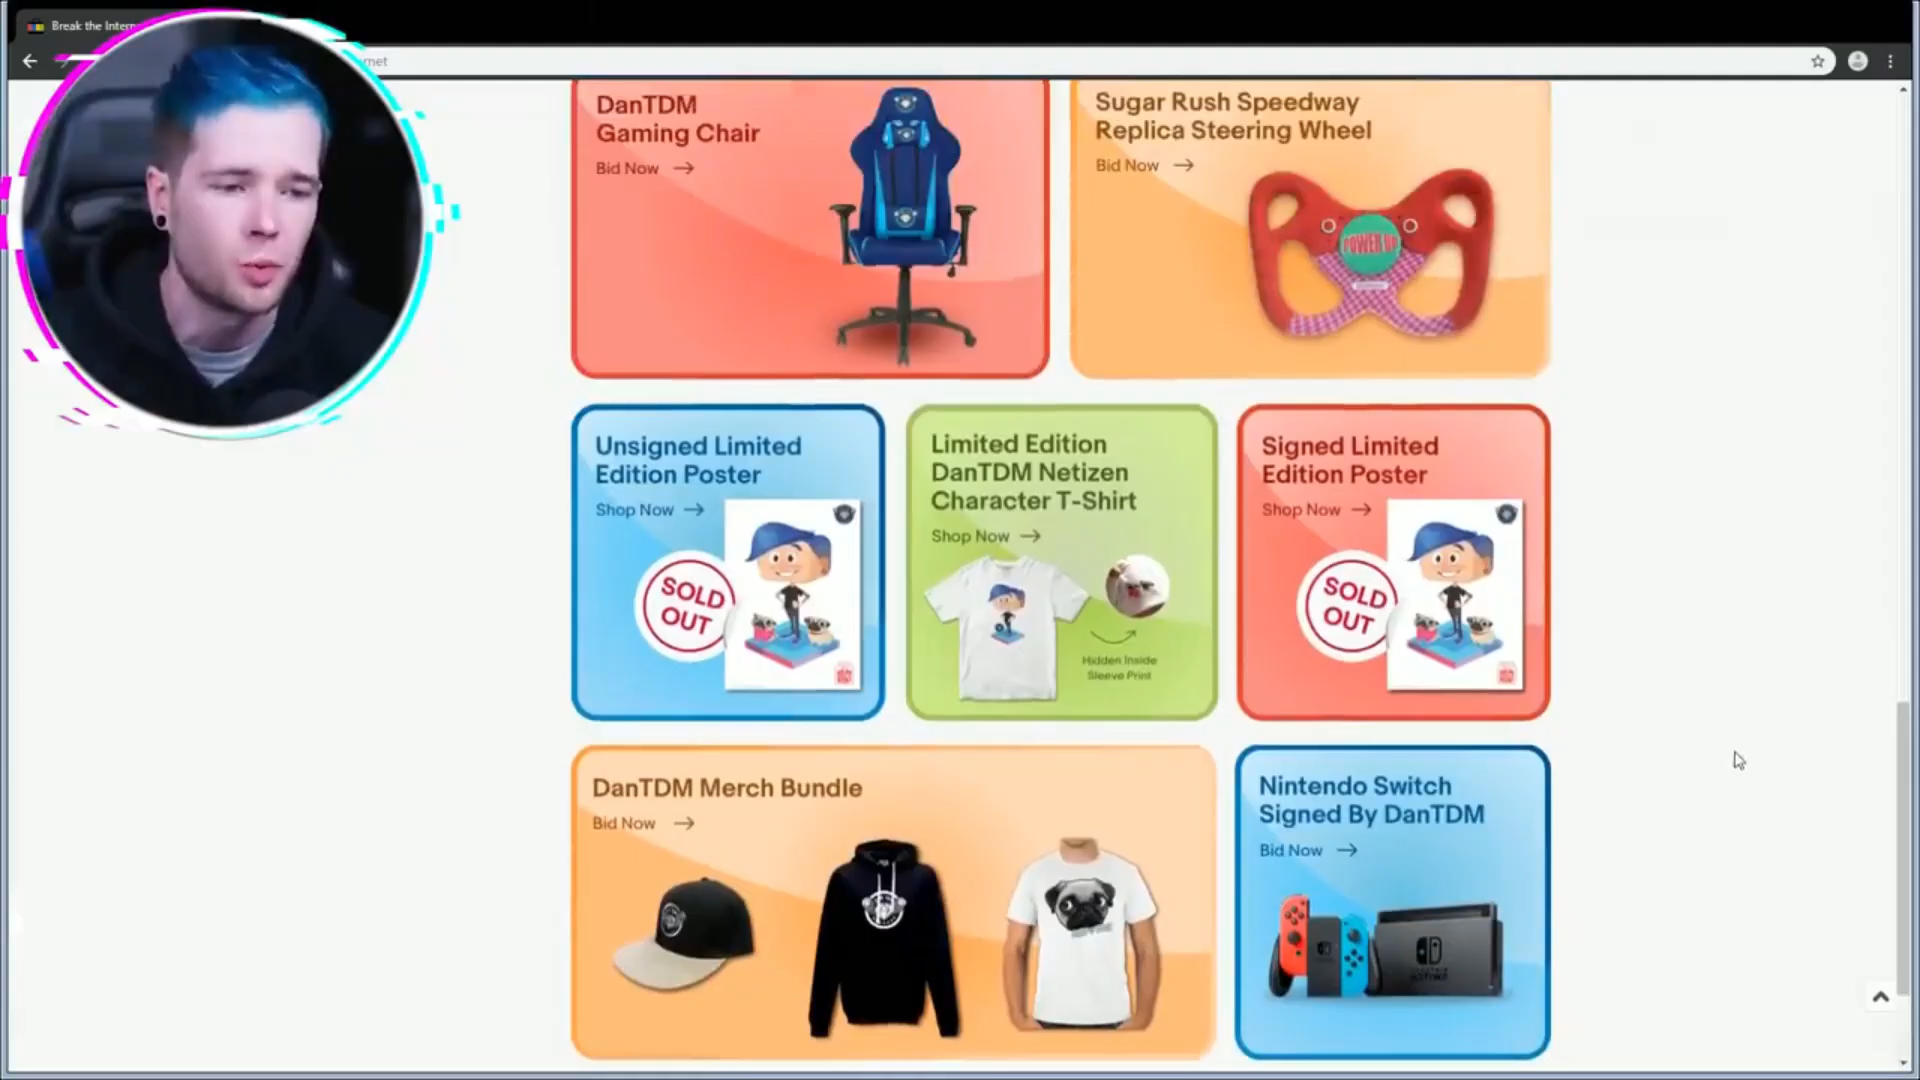 Break the Intern
rnet
DanTDM
Gaming Chair
Bid Now
Sugar Rush Speedway
Replica Steering Wheel
Bid Now
POWER UP
Unsigned Limited
Edition Poster
Shop Now
SOLD
OUT
Limited Edition
DanTDM Netizen
Character T-Shirt
Shop Now
Hidden Inside
Sleeve Print
Signed Limited
Edition Poster
Shop Now
SOLD
OUT
DanTDM Merch Bundle
Bid Now
Nintendo Switch
Signed By DanTDM
Bid Now